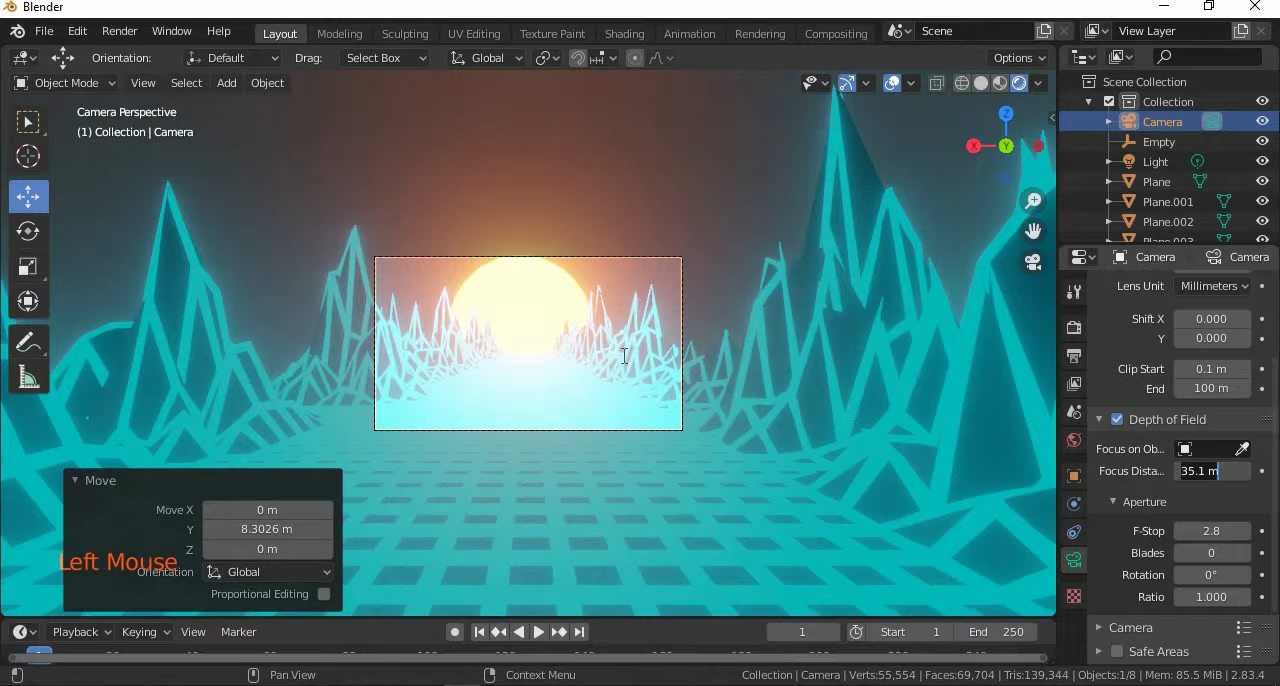 Blender
File Edit Render Window Help
Layout Modeling Sculpting UV Editing Texture Paint Shading Animation Rendering Compositing
Scene
View Layer
Orientation: Default Drag: Select Box Global Options
Object Mode View Select Add Object
Camera Perspective
(1) Collection | Camera
Z
X Y
Scene Collection
Collection
Camera
Empty
Light
Plane
Plane.001
Plane.002
Plane.003
Camera Camera
Lens Unit Millimeters
Shift X 0.000
Y 0.000
Clip Start 0.1 m
End 100 m
Depth of Field
Focus on Ob...
Focus Dista... 35.1 m
Aperture
F-Stop 2.8
Blades 0
Rotation 0°
Ratio 1.000
Camera
Safe Areas
Move
Move X 0 m
Y 8.3026 m
Z 0 m
Left Mouse
Orientation Global
Proportional Editing
Playback Keying View Marker
1 Start 1 End 250
Pan View Context Menu
Collection | Camera | Verts:55,554 | Faces:69,704 | Tris:139,344 | Objects:1/8 | Mem: 85.5 MiB | 2.83.4